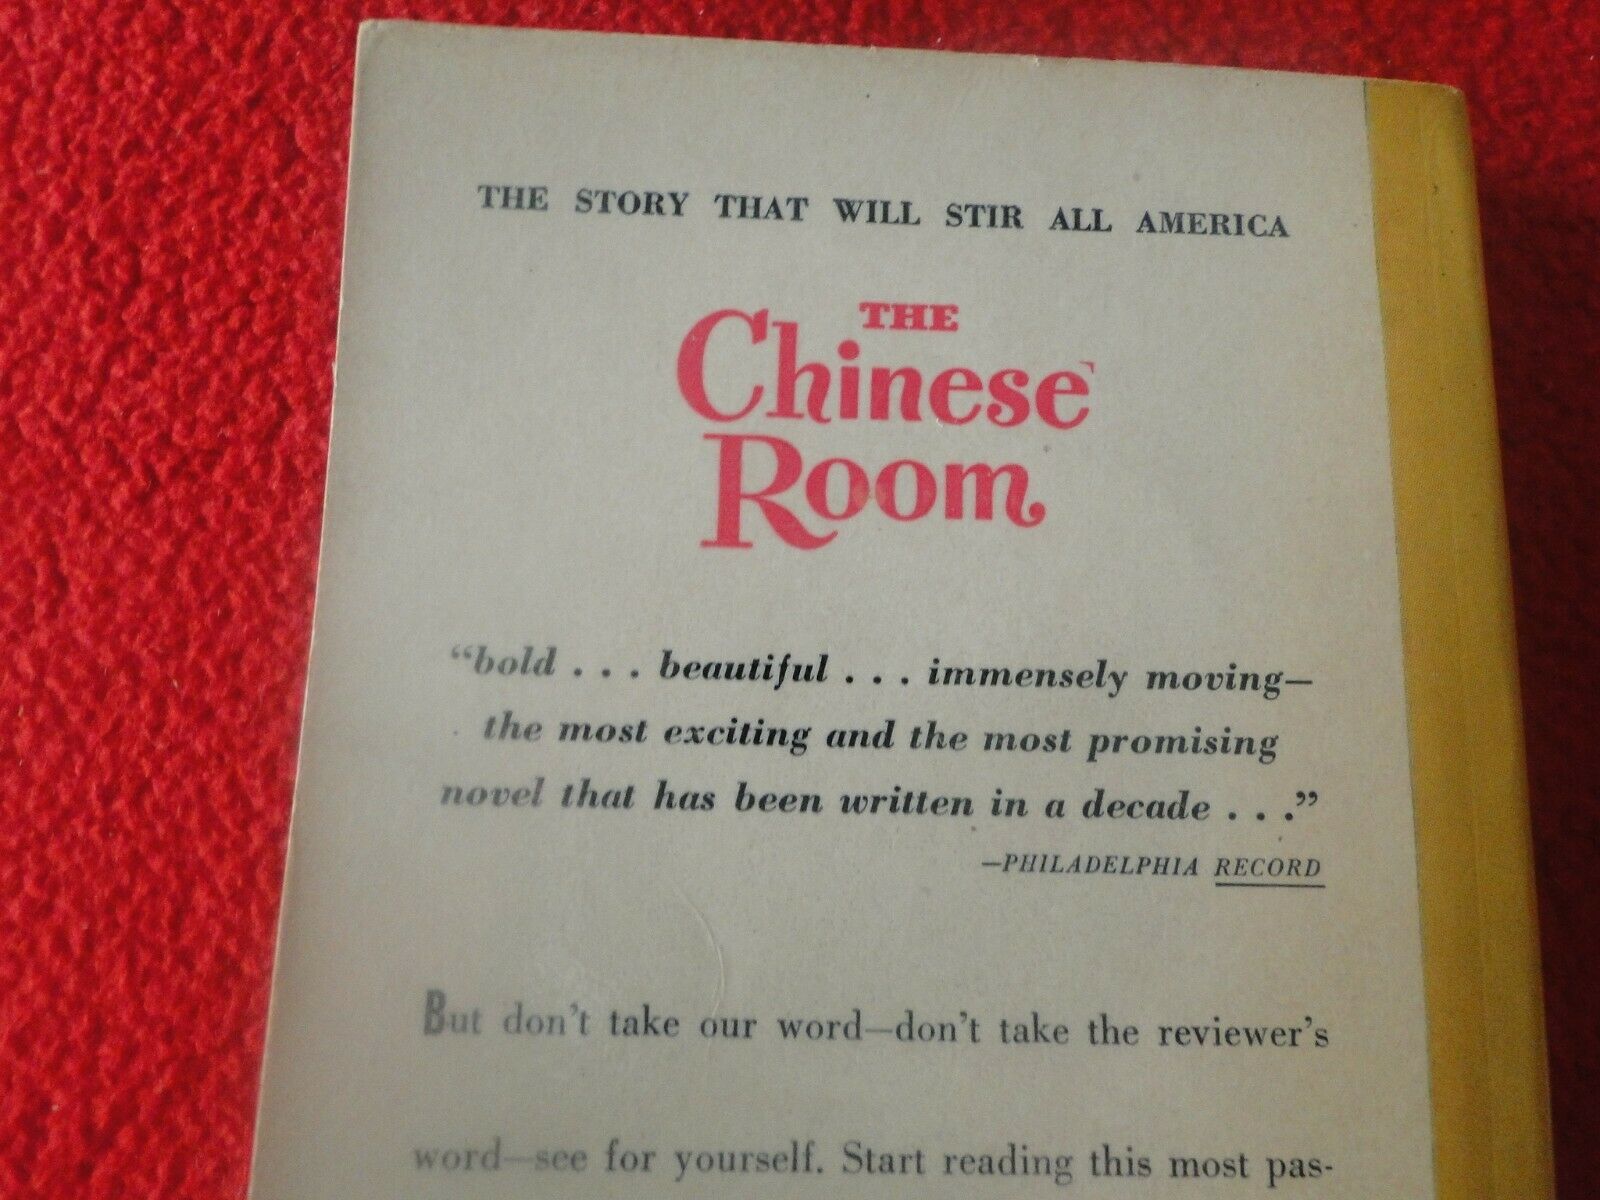 THE STORY THAT WILL STIR ALL AMERICA
THE
Chinese
Room
“bold . . . beautiful . . . immensely moving—
the most exciting and the most promising
novel that has been written in a decade . . .”
—PHILADELPHIA RECORD
But don't take our word—don't take the reviewer's
word—see for yourself. Start reading this most pas-